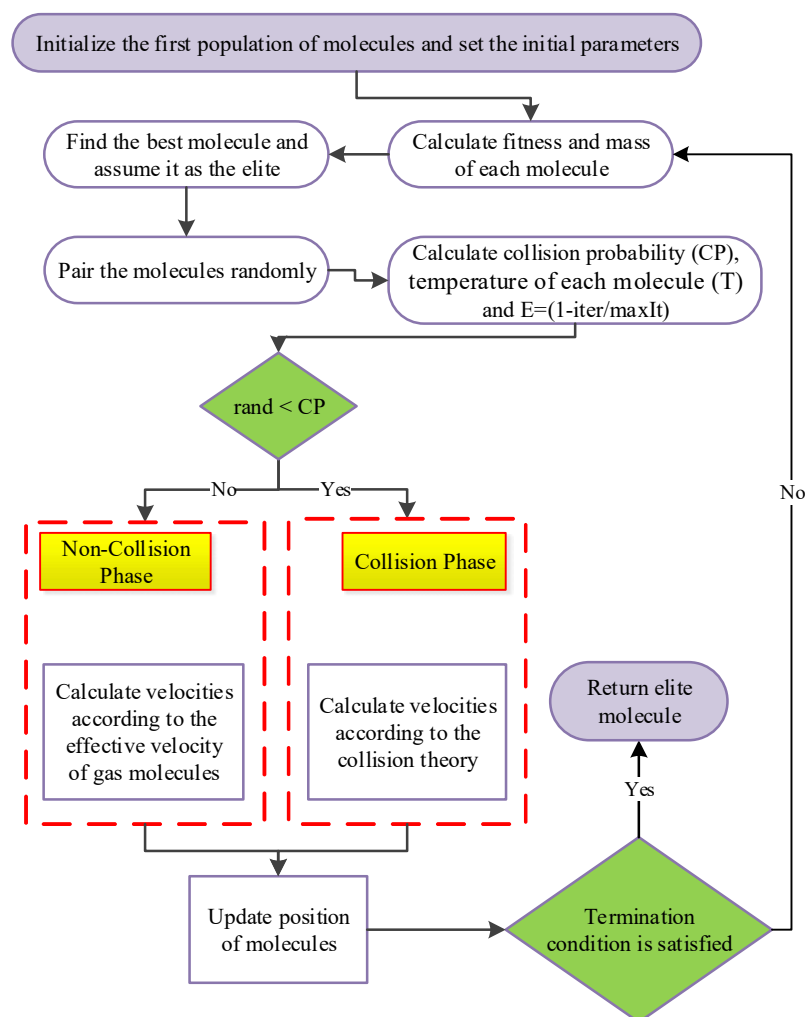 Initialize the first population of molecules and set the initial parameters
Find the best molecule and
assume it as the elite
Calculate fitness and mass
of each molecule
Pair the molecules randomly
Calculate collision probability (CP),
temperature of each molecule (T)
and E=(1-iter/maxIt)
rand < CP
No
Yes
Non-Collision
Phase
Collision Phase
Calculate velocities
according to the
effective velocity
of gas molecules
Calculate velocities
according to the
collision theory
Update position
of molecules
Termination
condition is satisfied
Yes
Return elite
molecule
No